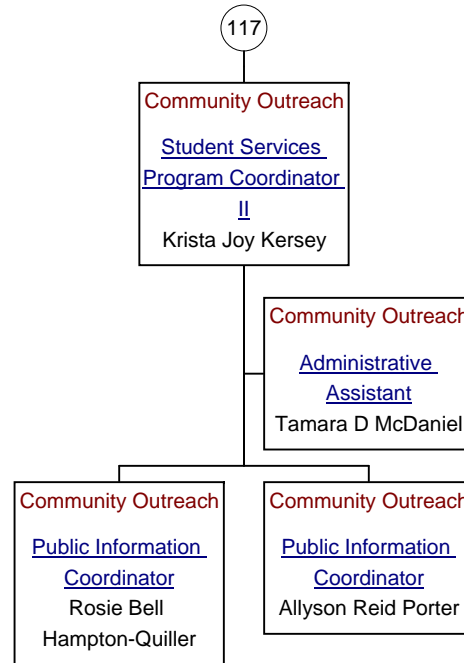 117
Community Outreach
Student Services
Program Coordinator
II
Krista Joy Kersey
Community Outreach
Administrative
Assistant
Tamara D McDaniel
Community Outreach
Public Information
Coordinator
Rosie Bell
Hampton-Quiller
Community Outreach
Public Information
Coordinator
Allyson Reid Porter